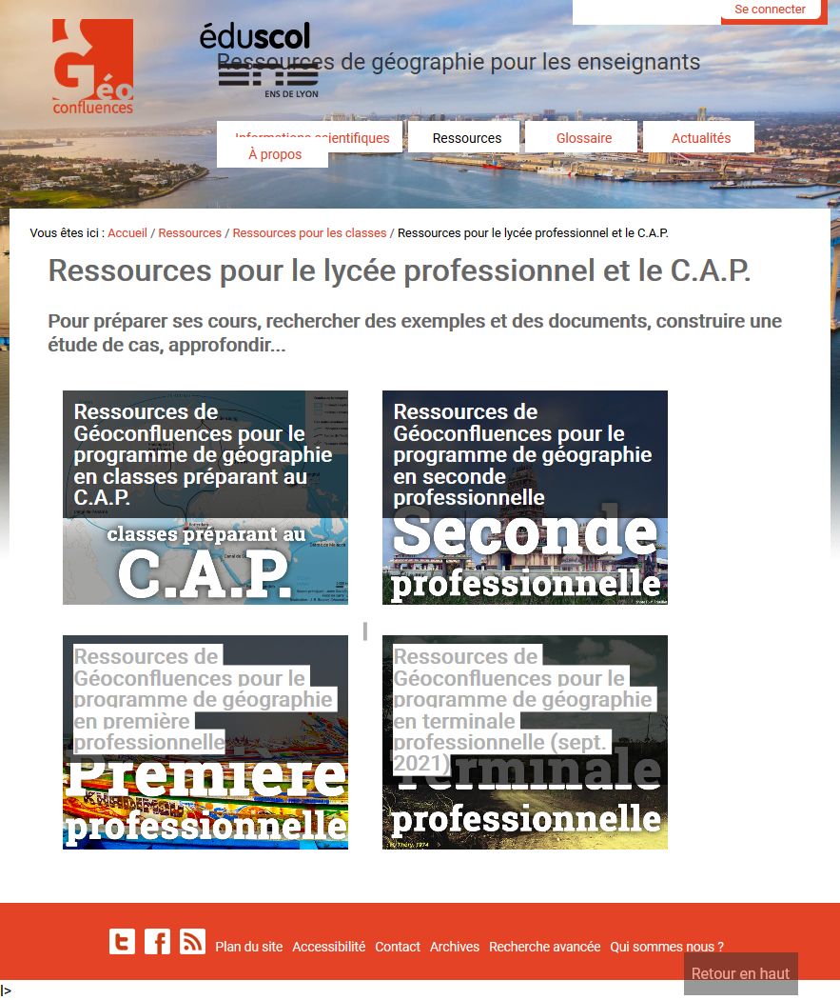 Se connecter
éduscol
Ressources de géographie pour les enseignants
Géo
confluences
ENS DE LYON
Informations scientifiques
Ressources
Glossaire
Actualités
À propos
Vous êtes ici : Accueil / Ressources / Ressources pour les classes / Ressources pour le lycée professionnel et le C.A.P.
Ressources pour le lycée professionnel et le C.A.P.
Pour préparer ses cours, rechercher des exemples et des documents, construire une
étude de cas, approfondir...
Ressources de
Géoconfluences pour le
programme de géographie
en classes préparant au
C.A.P.
classes préparant au
C.A.P.
Ressources de
Géoconfluences pour le
programme de géographie
en seconde
professionnelle
Seconde
professionnelle
Ressources de
Géoconfluences pour le
programme de géographie
en première
professionnelle
Première
professionnelle
Ressources de
Géoconfluences pour le
programme de géographie
en terminale
professionnelle (sept.
2021)
Terminale
professionnelle
Plan du site Accessibilité Contact Archives Recherche avancée Qui sommes nous ?
Retour en haut
|>